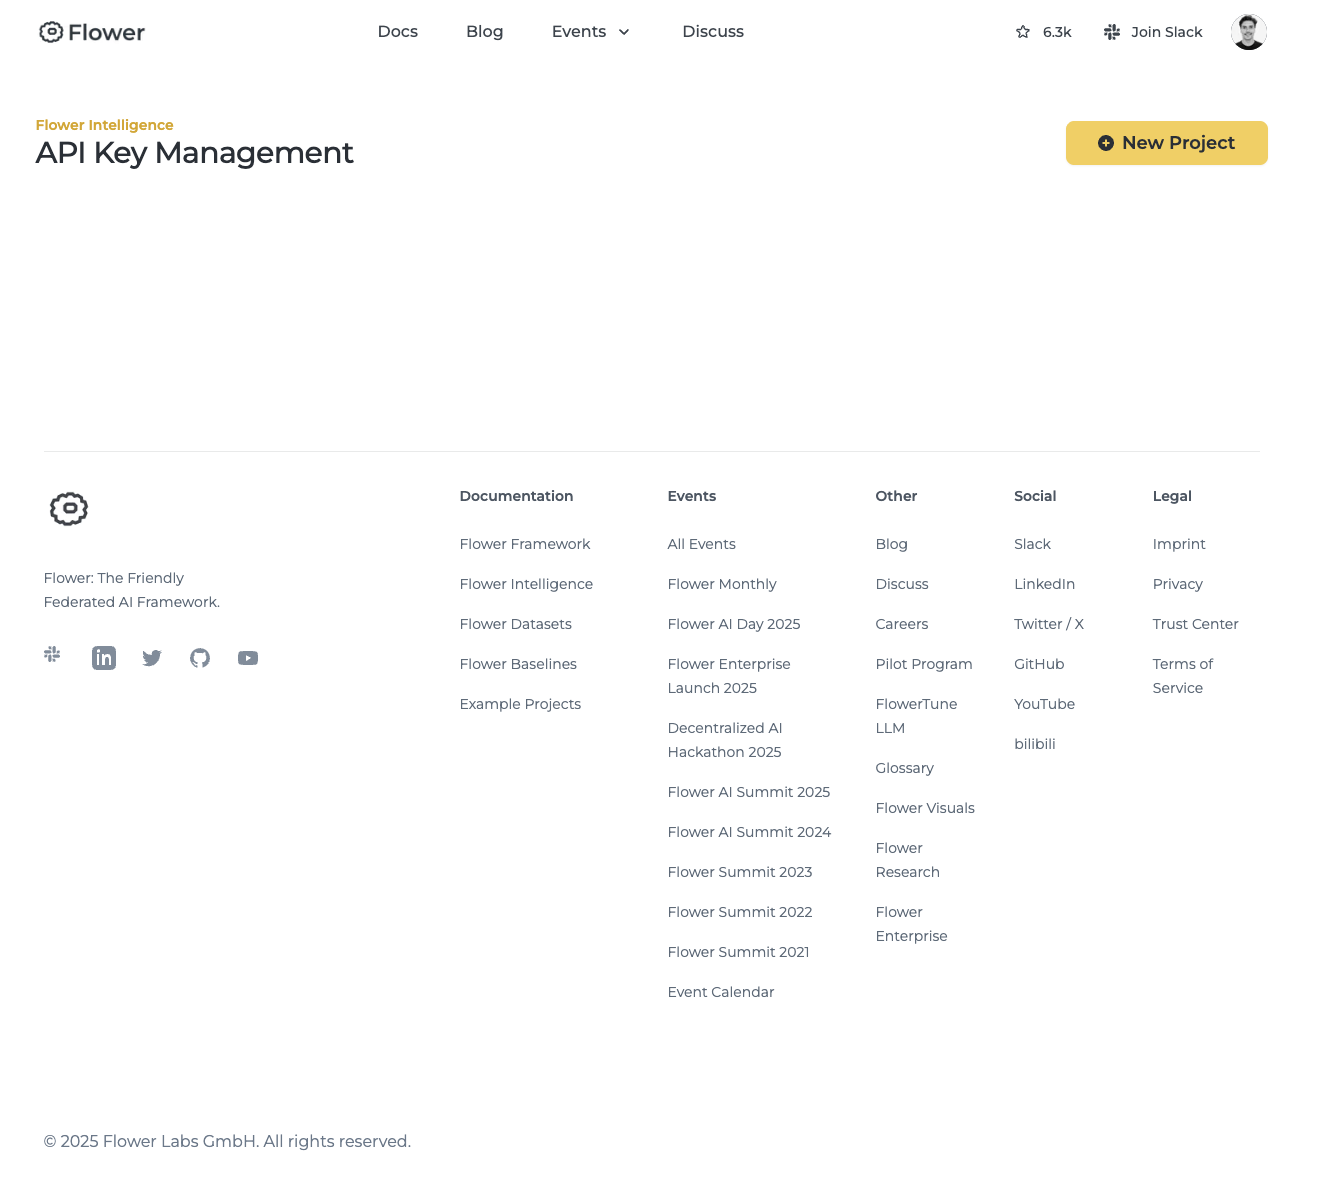 Flower
Docs
Blog
Events
Discuss
6.3k
Join Slack
Flower Intelligence
API Key Management
New Project
Flower: The Friendly
Federated AI Framework.
Documentation
Flower Framework
Flower Intelligence
Flower Datasets
Flower Baselines
Example Projects
Events
All Events
Flower Monthly
Flower AI Day 2025
Flower Enterprise
Launch 2025
Decentralized AI
Hackathon 2025
Flower AI Summit 2025
Flower AI Summit 2024
Flower Summit 2023
Flower Summit 2022
Flower Summit 2021
Event Calendar
Other
Blog
Discuss
Careers
Pilot Program
FlowerTune
LLM
Glossary
Flower Visuals
Flower
Research
Flower
Enterprise
Social
Slack
LinkedIn
Twitter / X
GitHub
YouTube
bilibili
Legal
Imprint
Privacy
Trust Center
Terms of
Service
© 2025 Flower Labs GmbH. All rights reserved.